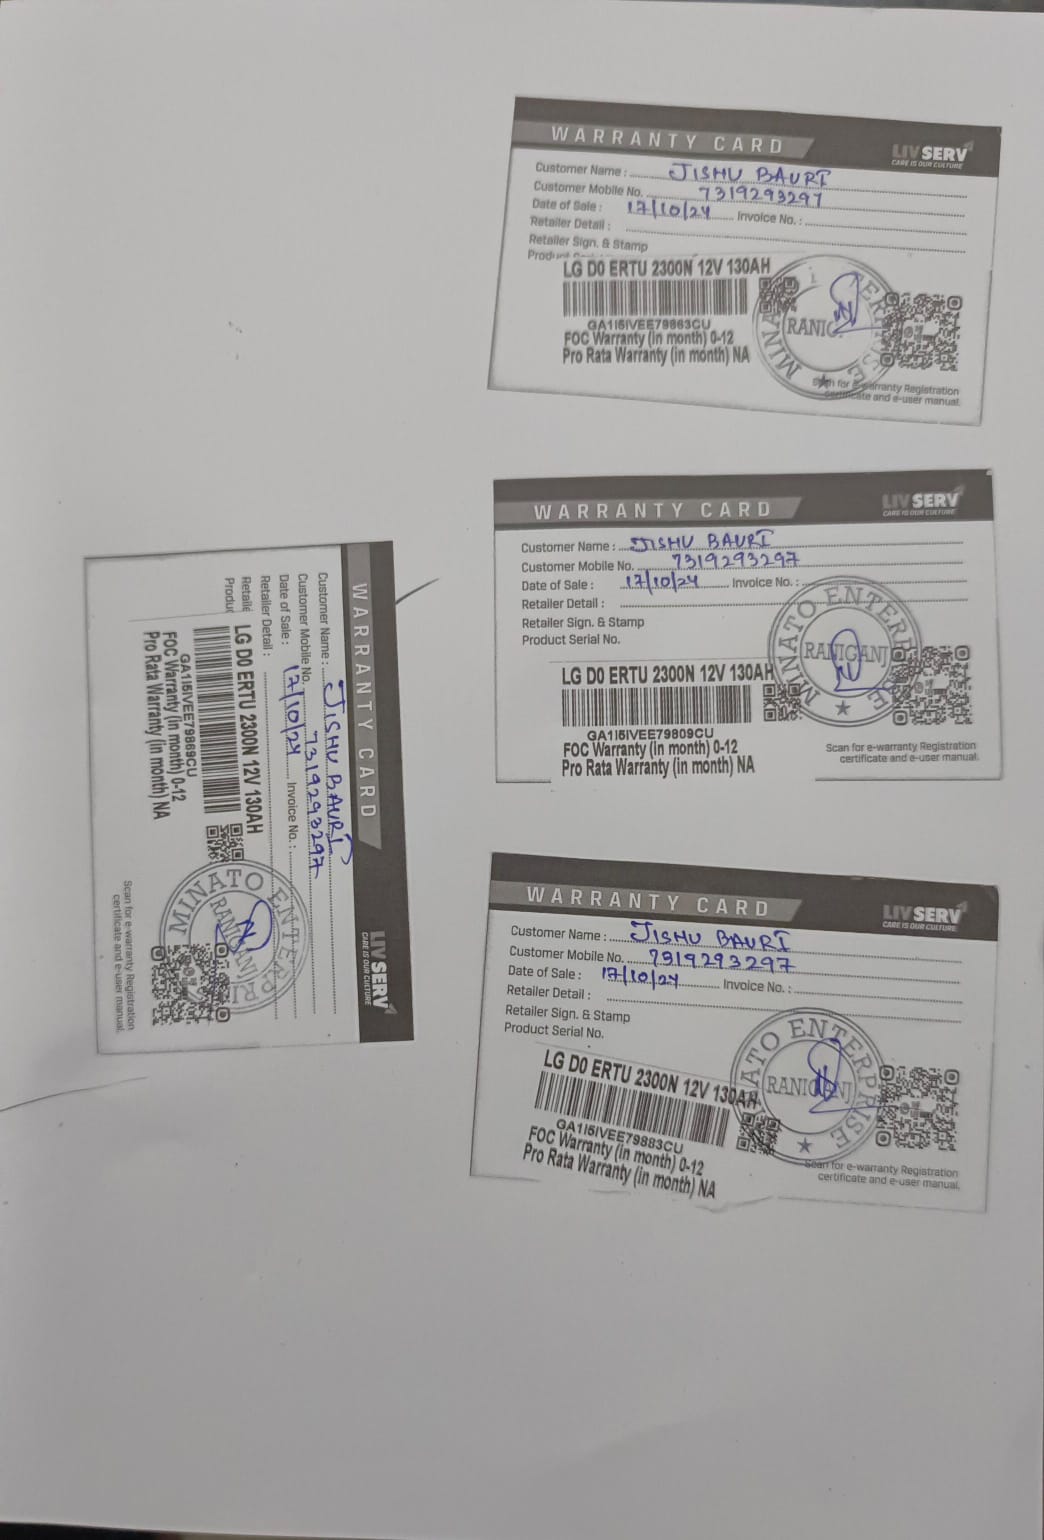 WARRANTY CARD
LIVSERV
CARE IS OUR CULTURE
Customer Name : JISHU BAURI
Customer Mobile No. 7319293297
Date of Sale : 17/10/24 Invoice No. :
Retailer Detail :
Retailer Sign. & Stamp
LG D0 ERTU 2300N 12V 130AH
GA1I5IVEE79863CU
FOC Warranty (in month) 0-12
Pro Rata Warranty (in month) NA
Scan for e-warranty Registration
certificate and e-user manual.
WARRANTY CARD
LIVSERV
CARE IS OUR CULTURE
Customer Name : JISHU BAURI
Customer Mobile No. 7319293297
Date of Sale : 17/10/24 Invoice No. :
Retailer Detail :
Retailer Sign. & Stamp
Product Serial No.
MINATO ENTERPRISE
RANIGANJ
LG D0 ERTU 2300N 12V 130AH
GA1I5IVEE79809CU
FOC Warranty (in month) 0-12
Pro Rata Warranty (in month) NA
Scan for e-warranty Registration
certificate and e-user manual.
WARRANTY CARD
LIVSERV
CARE IS OUR CULTURE
Customer Name : JISHU BAURI
Customer Mobile No. 7319293297
Date of Sale : 17/10/24 Invoice No. :
Retailer Detail :
LG D0 ERTU 2300N 12V 130AH
GA1I5IVEE79869CU
FOC Warranty (in month) 0-12
Pro Rata Warranty (in month) NA
MINATO ENTERPRISE
RANIGANJ
Scan for e-warranty Registration
certificate and e-user manual.
WARRANTY CARD
LIVSERV
CARE IS OUR CULTURE
Customer Name : JISHU BAURI
Customer Mobile No. 7319293297
Date of Sale : 17/10/24 Invoice No. :
Retailer Detail :
Retailer Sign. & Stamp
Product Serial No.
MINATO ENTERPRISE
RANIGANJ
LG D0 ERTU 2300N 12V 130AH
GA1I5IVEE79883CU
FOC Warranty (in month) 0-12
Pro Rata Warranty (in month) NA
Scan for e-warranty Registration
certificate and e-user manual.